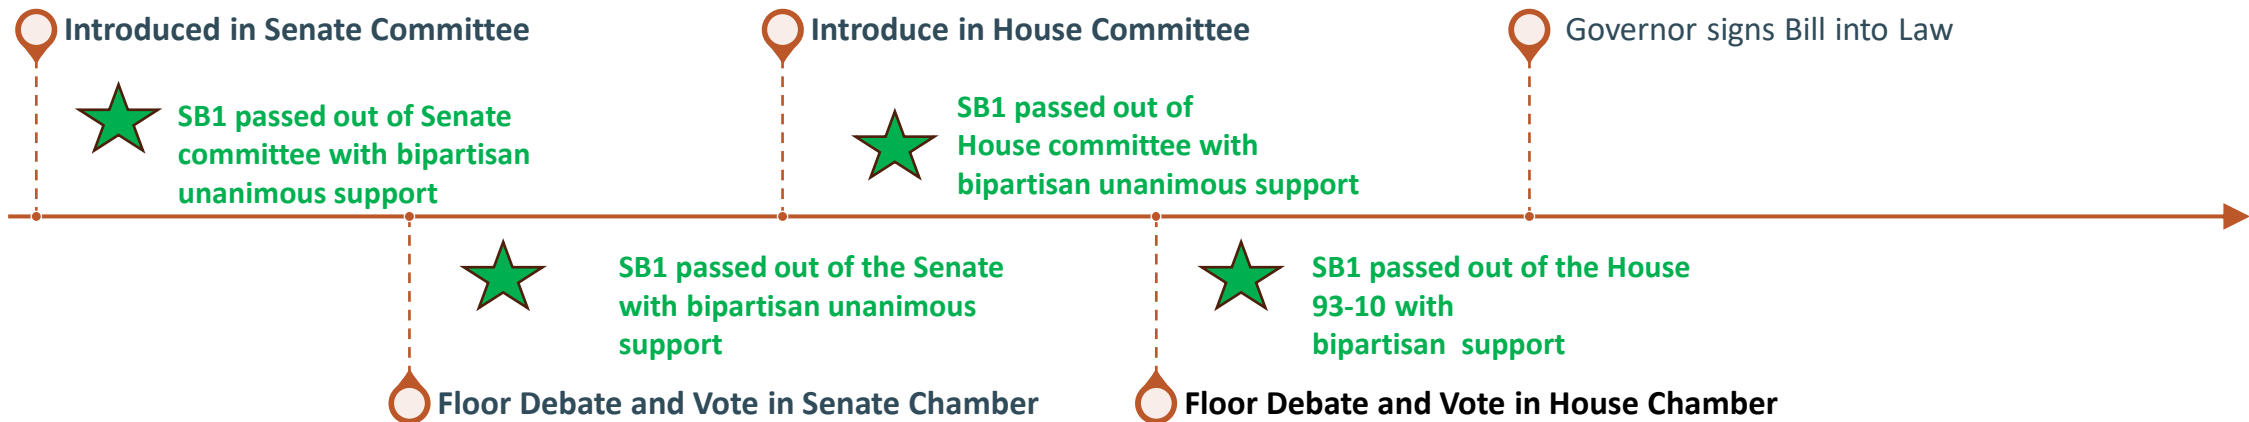 Introduced in Senate Committee
SB1 passed out of Senate
committee with bipartisan
unanimous support
Floor Debate and Vote in Senate Chamber
SB1 passed out of the Senate
with bipartisan unanimous
support
Introduce in House Committee
SB1 passed out of
House committee with
bipartisan unanimous support
Floor Debate and Vote in House Chamber
SB1 passed out of the House
93-10 with
bipartisan  support
Governor signs Bill into Law